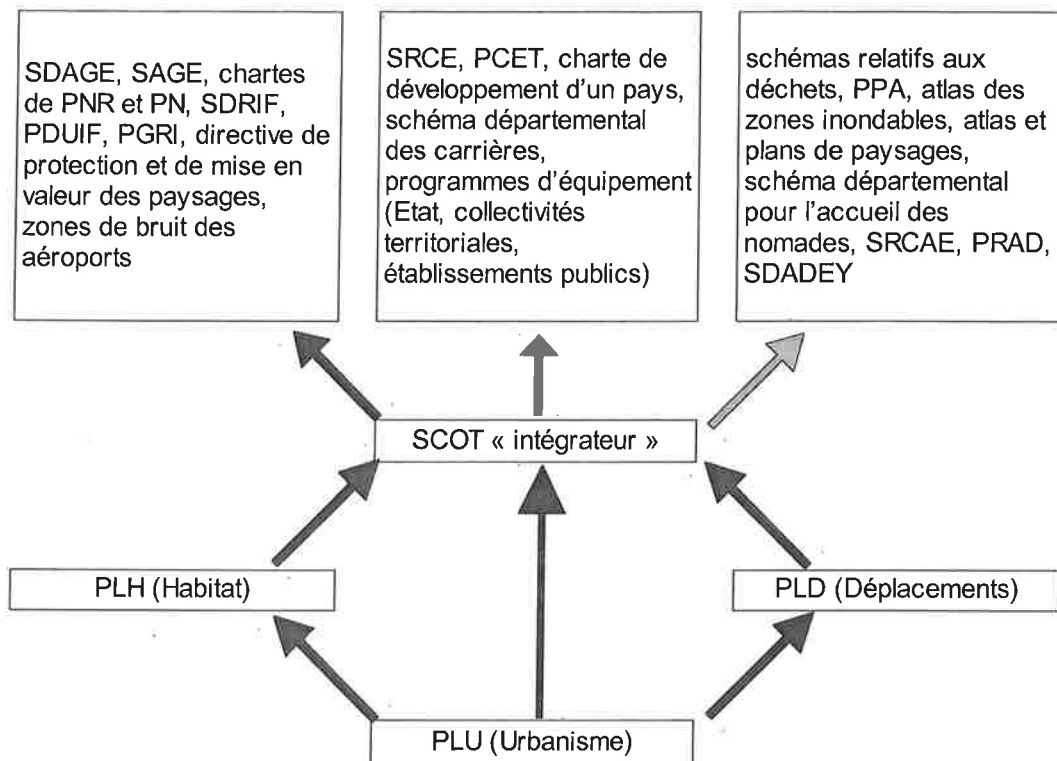 SDAGE, SAGE, chartes
de PNR et PN, SDRIF,
PDUIF, PGRI, directive de
protection et de mise en
valeur des paysages,
zones de bruit des
aéroports
SRCE, PCET, charte de
développement d'un pays,
schéma départemental
des carrières,
programmes d'équipement
(Etat, collectivités
territoriales,
établissements publics)
schémas relatifs aux
déchets, PPA, atlas des
zones inondables, atlas et
plans de paysages,
schéma départemental
pour l'accueil des
nomades, SRCAE, PRAD,
SDADEY
SCOT « intégrateur »
PLH (Habitat)
PLD (Déplacements)
PLU (Urbanisme)